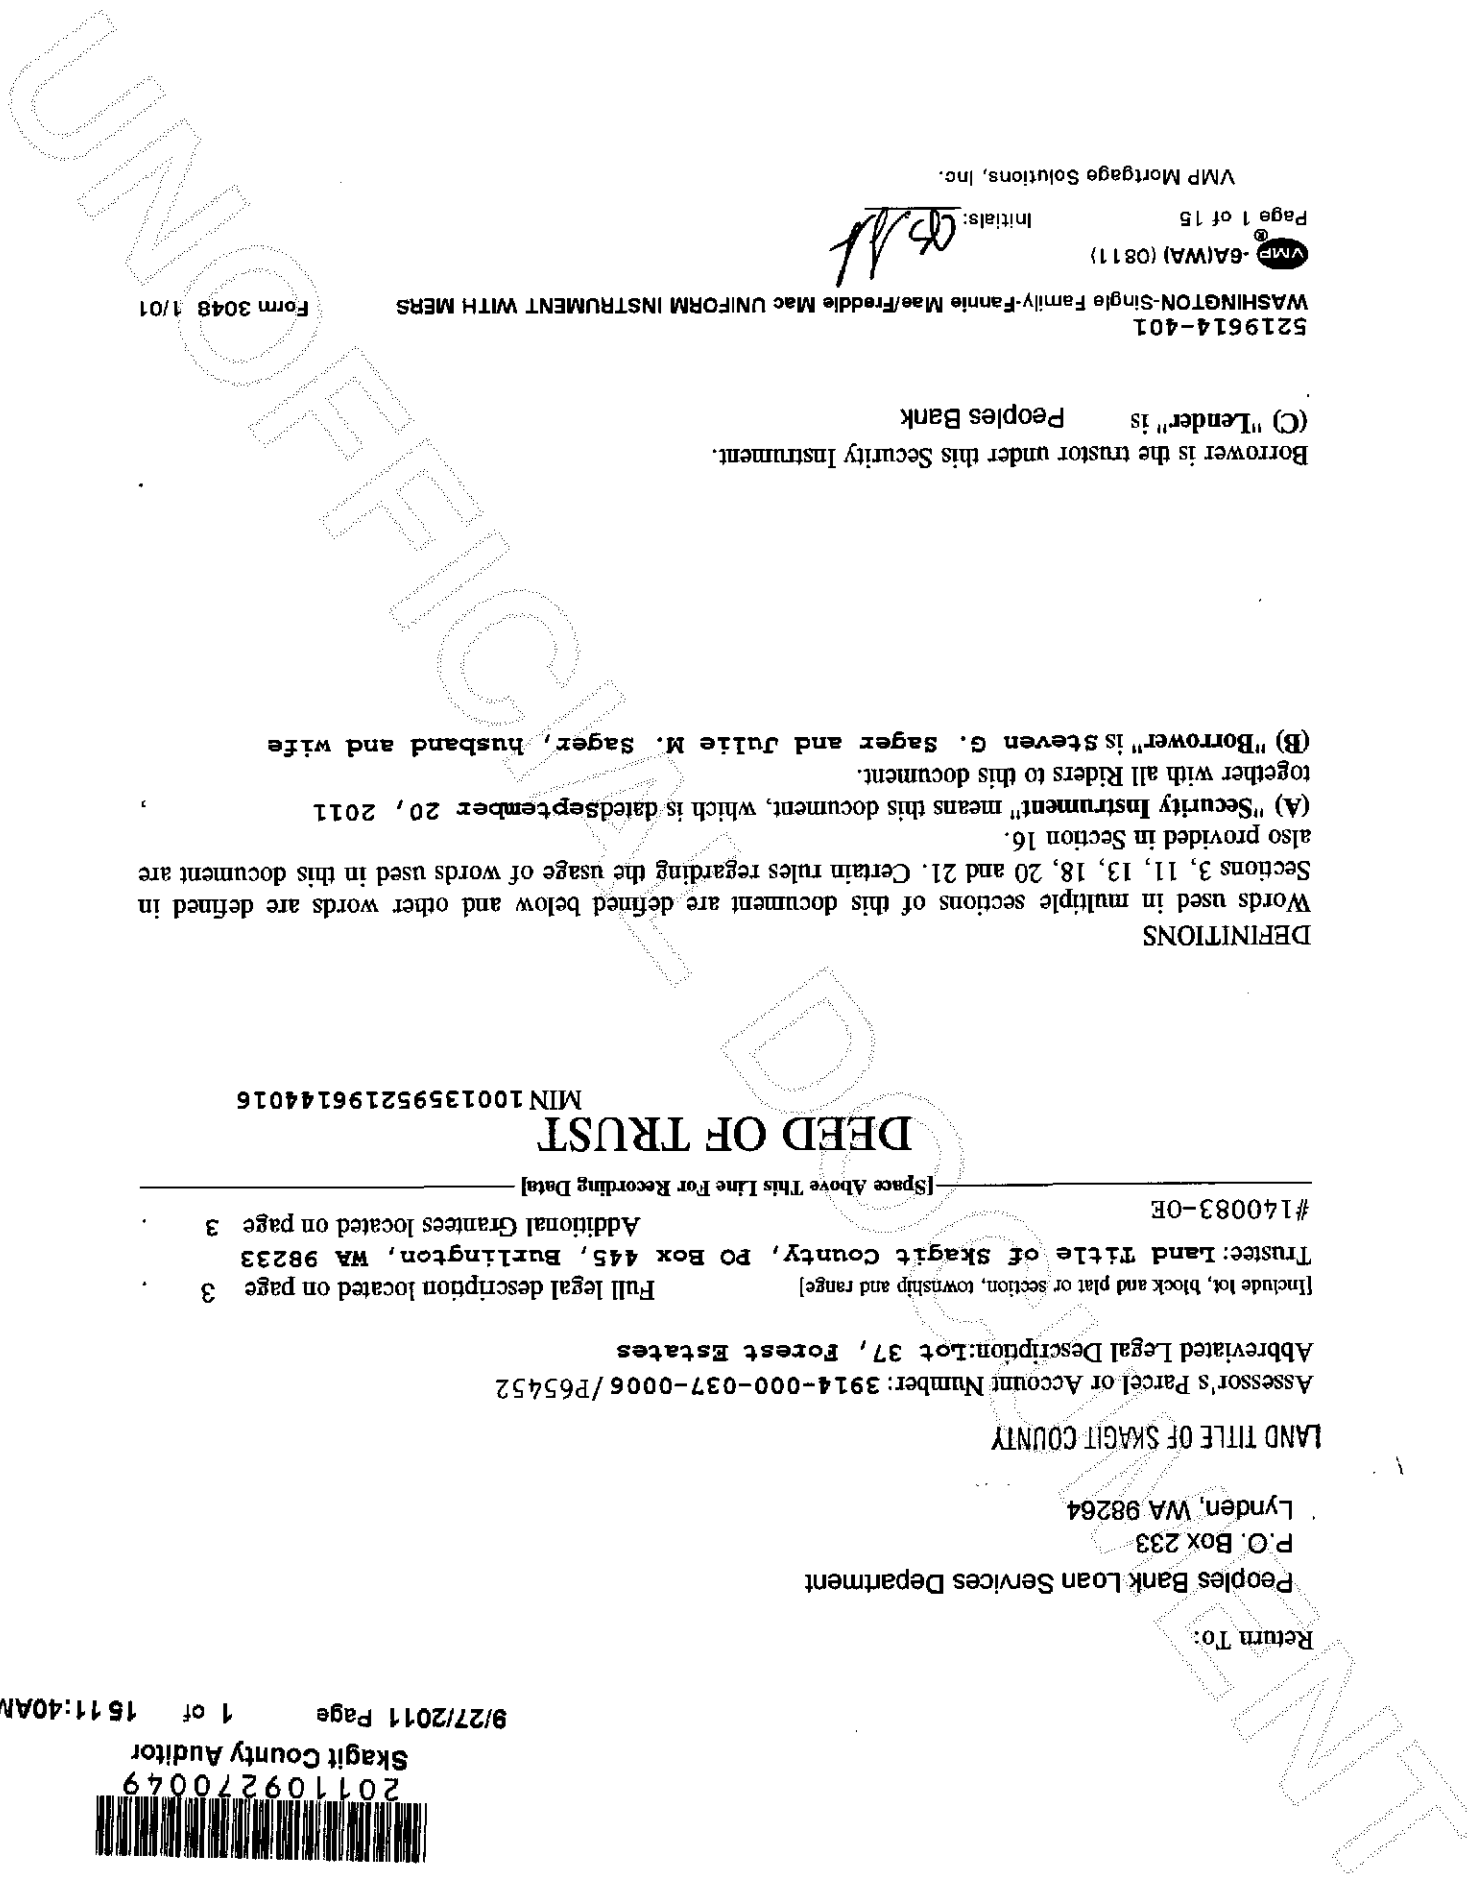 201109270049
Skagit County Auditor
9/27/2011 Page 1 of 15 11:40AM
Return To:
Peoples Bank Loan Services Department
P.O. Box 233
Lynden, WA 98264
LAND TITLE OF SKAGIT COUNTY
Assessor's Parcel or Account Number: 3914-000-037-0006 /P65452
Abbreviated Legal Description:Lot 37, Forest Estates
[Include lot, block and plat or section, township and range] Full legal description located on page 3 .
Trustee: Land Title of Skagit County, PO Box 445, Burlington, WA 98233
Additional Grantees located on page 3 .
#140083-OE
[Space Above This Line For Recording Data]
DEED OF TRUST
MIN 100135952196144016
DEFINITIONS
Words used in multiple sections of this document are defined below and other words are defined in
Sections 3, 11, 13, 18, 20 and 21. Certain rules regarding the usage of words used in this document are
also provided in Section 16.
(A) "Security Instrument" means this document, which is datedSeptember 20, 2011 ,
together with all Riders to this document.
(B) "Borrower" is Steven G. Sager and Julie M. Sager, husband and wife
.
Borrower is the trustor under this Security Instrument.
(C) "Lender" is Peoples Bank
5219614-401
WASHINGTON-Single Family-Fannie Mae/Freddie Mac UNIFORM INSTRUMENT WITH MERS Form 3048 1/01
VMP ® -6A(WA) (0811)
Page 1 of 15 Initials:
VMP Mortgage Solutions, Inc.
UNOFFICIAL DOCUMENT